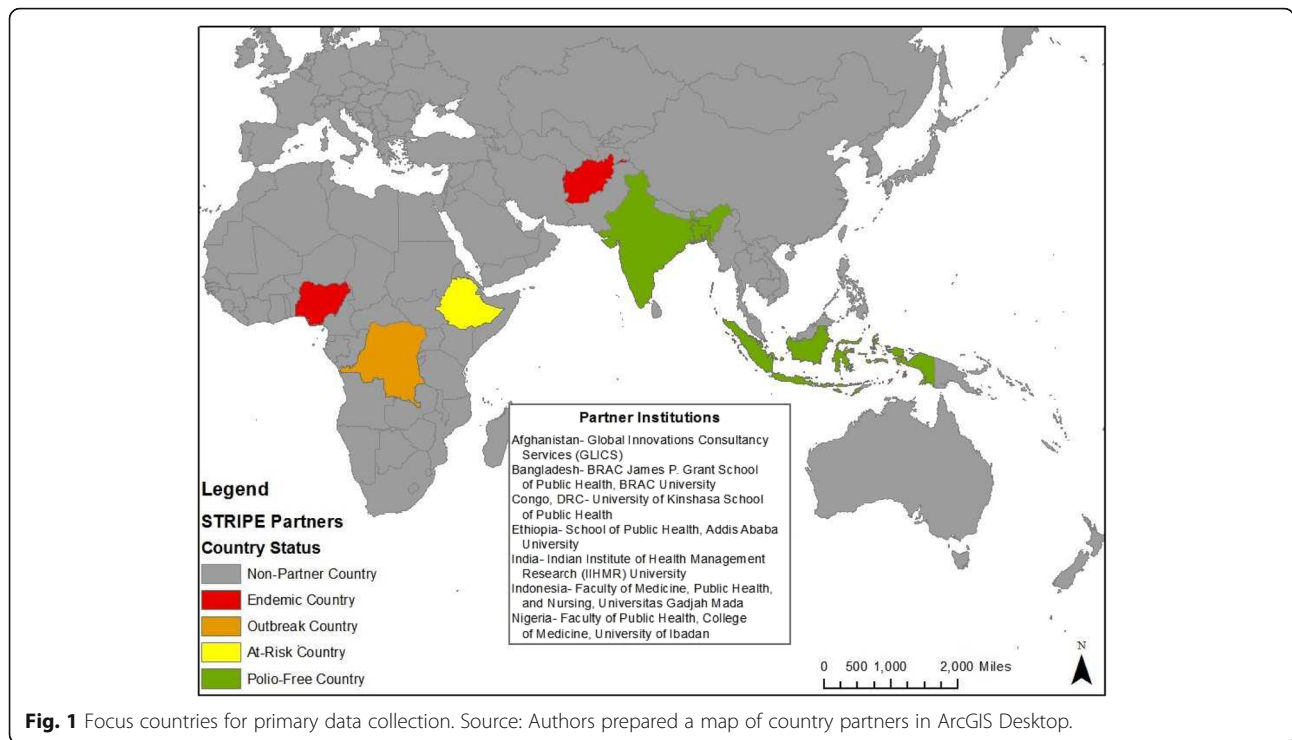 Partner Institutions
Afghanistan- Global Innovations Consultancy
Services (GLICS)
Bangladesh- BRAC James P. Grant School
of Public Health, BRAC University
Congo, DRC- University of Kinshasa School
of Public Health
Ethiopia- School of Public Health, Addis Ababa
University
India- Indian Institute of Health Management
Research (IIHMR) University
Indonesia- Faculty of Medicine, Public Health,
and Nursing, Universitas Gadjah Mada
Nigeria- Faculty of Public Health, College
of Medicine, University of Ibadan
Legend
STRIPE Partners
Country Status
Non-Partner Country
Endemic Country
Outbreak Country
At-Risk Country
Polio-Free Country
0 500 1,000 2,000 Miles
N
Fig. 1 Focus countries for primary data collection. Source: Authors prepared a map of country partners in ArcGIS Desktop.